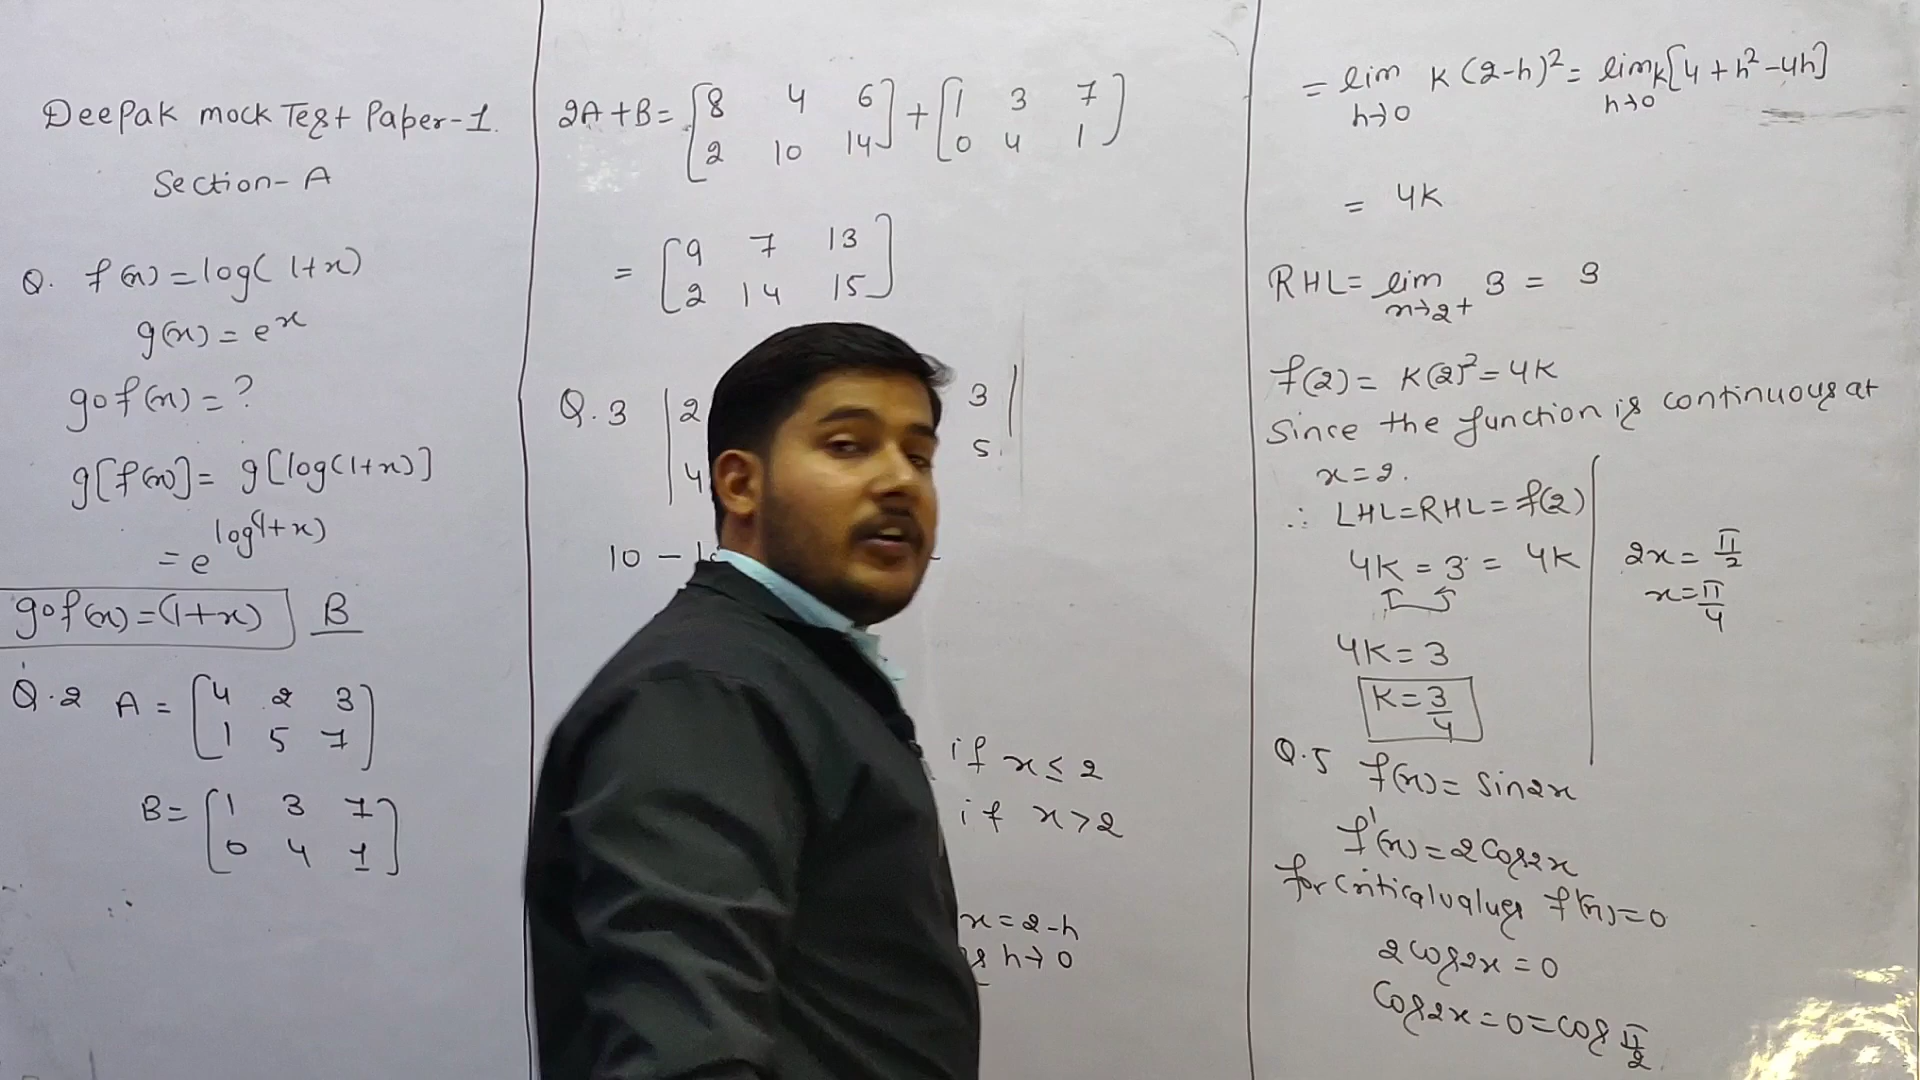 Deepak mock Test Paper-1.
Section-A
Q. f(x) = log(1+x)
g(x) = e^x
gof(x) = ?
g[f(x)] = g[log(1+x)]
= e^log(1+x)
gof(x) = (1+x) B
Q.2 A = [4 2 3
1 5 7]
B = [1 3 7
0 4 1]
2A+B = [8 4 6
2 10 14] + [1 3 7
0 4 1]
= [9 7 13
2 14 15]
Q.3 |2 3|
4 5
10 -
if x ≤ 2
if x > 2
x = 2-h
h→0
= lim h→0 K(2-h)² = lim h→0 K[4+h²-4h]
= 4K
RHL = lim x→2+ 3 = 3
f(2) = K(2)² = 4K
Since the function is continuous at
x = 2.
∴ LHL = RHL = f(2)
4K = 3 = 4K
4K = 3
K = 3/4
2x = π/2
x = π/4
Q.5 f(x) = sin2x
f'(x) = 2cos2x
for critical values f'(x) = 0
2cos2x = 0
cos2x = 0 = cos π/2